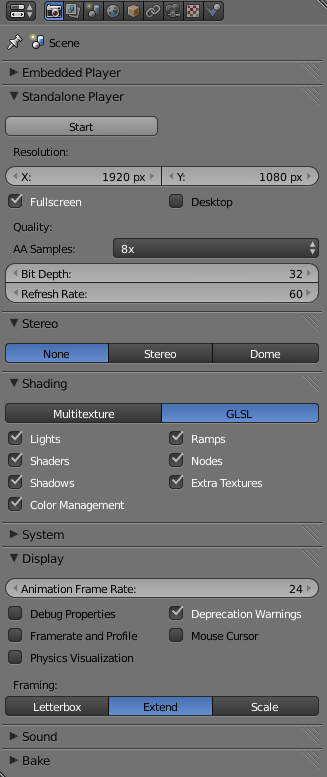 Scene
Embedded Player
Standalone Player
Start
Resolution:
X: 1920 px Y: 1080 px
Fullscreen Desktop
Quality:
AA Samples: 8x
Bit Depth: 32
Refresh Rate: 60
Stereo
None Stereo Dome
Shading
Multitexture GLSL
Lights Ramps
Shaders Nodes
Shadows Extra Textures
Color Management
System
Display
Animation Frame Rate: 24
Debug Properties Deprecation Warnings
Framerate and Profile Mouse Cursor
Physics Visualization
Framing:
Letterbox Extend Scale
Sound
Bake